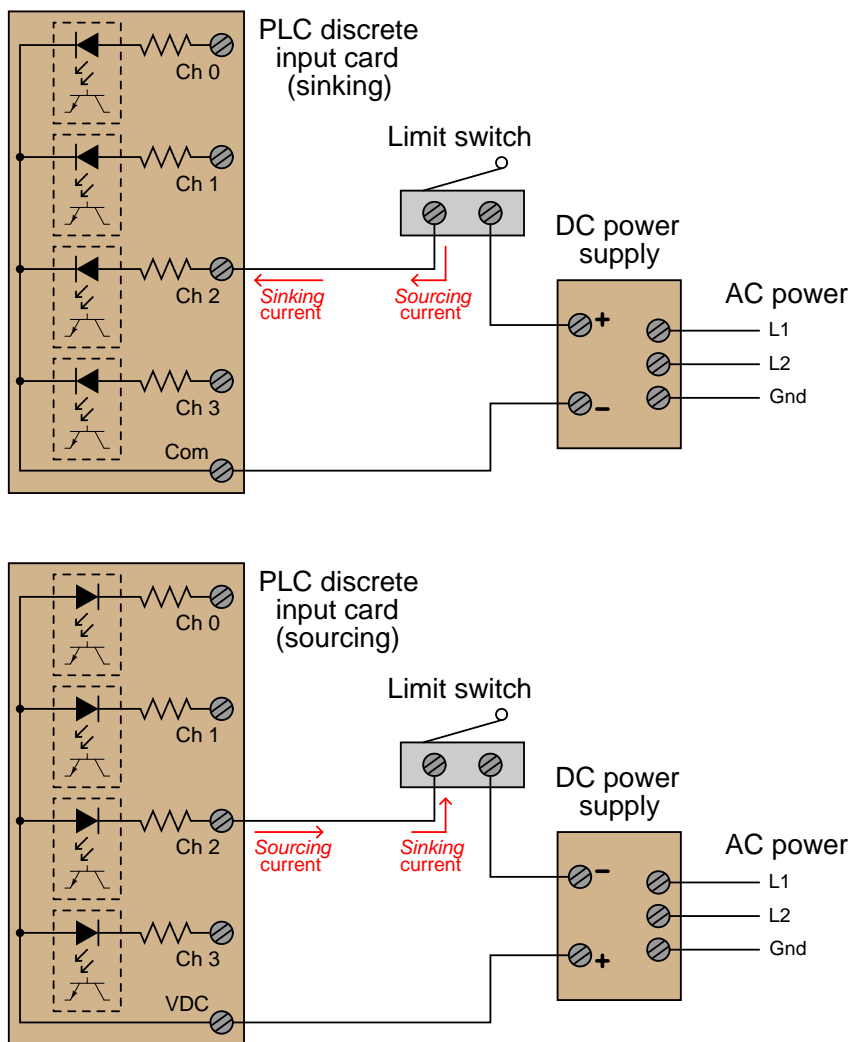 PLC discrete
input card
(sinking)
Ch 0
Ch 1
Limit switch
Ch 2
Sinking
current
Sourcing
current
DC power
supply
+
−
AC power
L1
L2
Gnd
Ch 3
Com
PLC discrete
input card
(sourcing)
Ch 0
Ch 1
Limit switch
Ch 2
Sourcing
current
Sinking
current
DC power
supply
−
+
AC power
L1
L2
Gnd
Ch 3
VDC